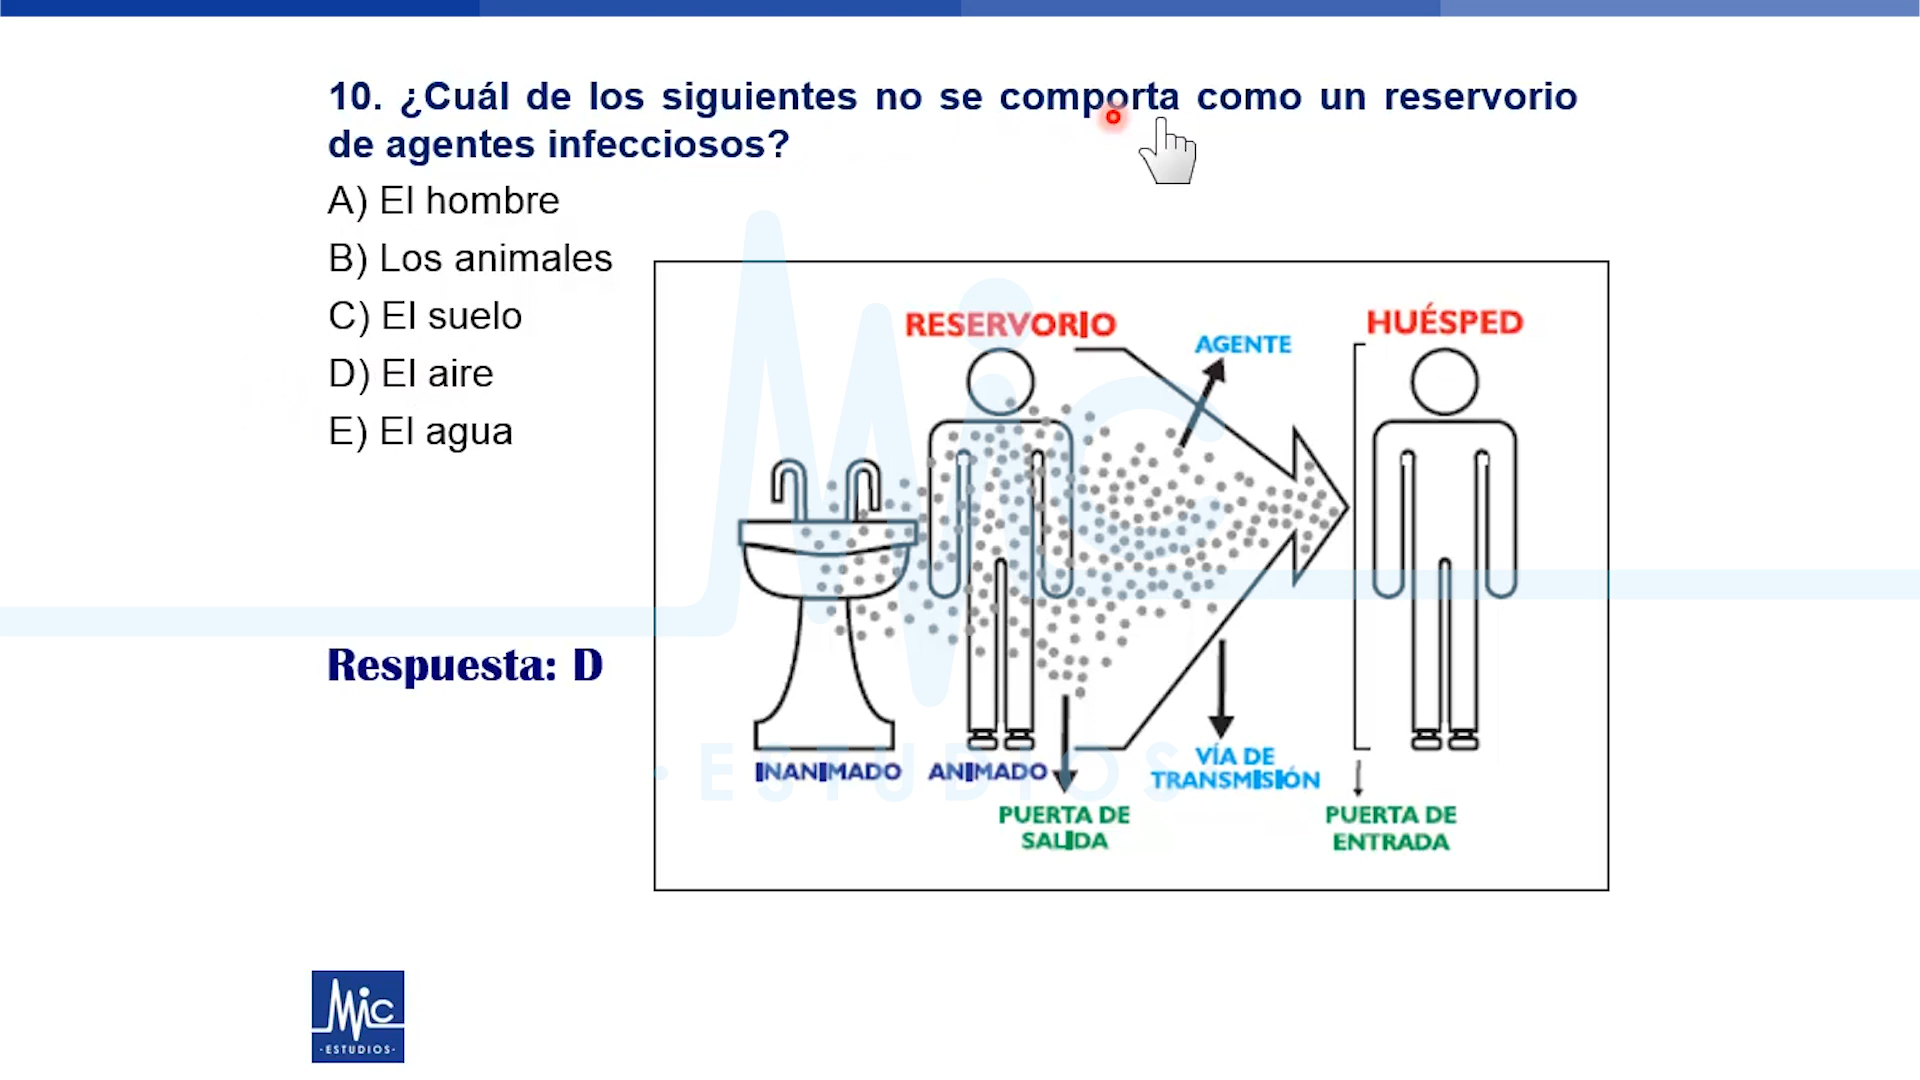 10. ¿Cuál de los siguientes no se comporta como un reservorio
de agentes infecciosos?
A) El hombre
B) Los animales
C) El suelo
D) El aire
E) El agua
Respuesta: D
RESERVORIO
AGENTE
HUÉSPED
INANIMADO
ANIMADO
VÍA DE
TRANSMISIÓN
PUERTA DE
SALIDA
PUERTA DE
ENTRADA
Mic
·ESTUDIOS·
Mic
·ESTUDIOS·